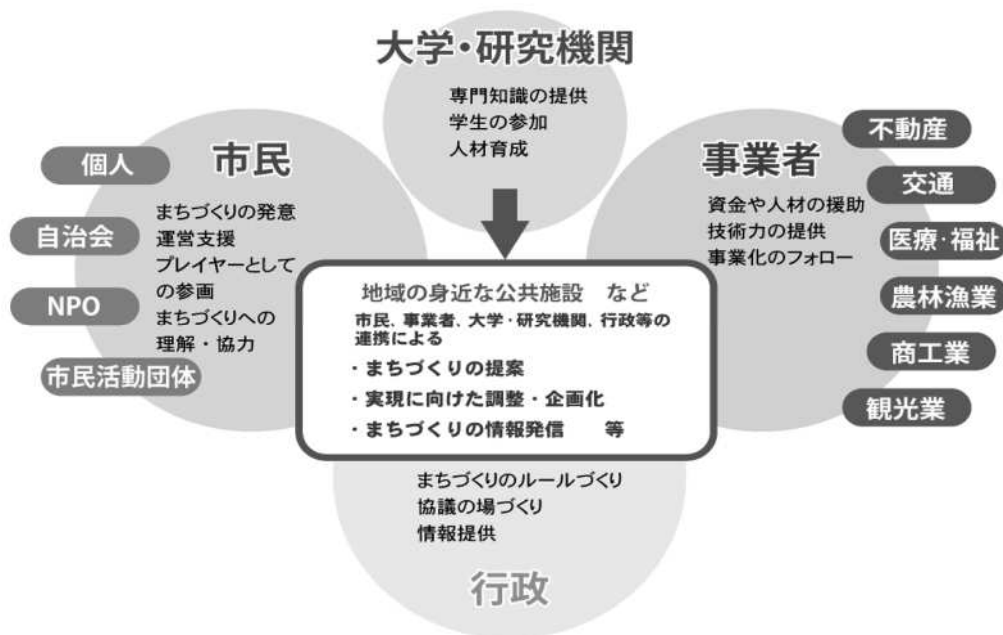 大学・研究機関
専門知識の提供
学生の参加
人材育成
市民
個人
自治会
NPO
市民活動団体
まちづくりの発意
運営支援
プレイヤーとして
の参画
まちづくりへの
理解・協力
事業者
資金や人材の援助
技術力の提供
事業化のフォロー
不動産
交通
医療・福祉
農林漁業
商工業
観光業
地域の身近な公共施設 など
市民、事業者、大学・研究機関、行政等の
連携による
・まちづくりの提案
・実現に向けた調整・企画化
・まちづくりの情報発信 等
まちづくりのルールづくり
協議の場づくり
情報提供
行政